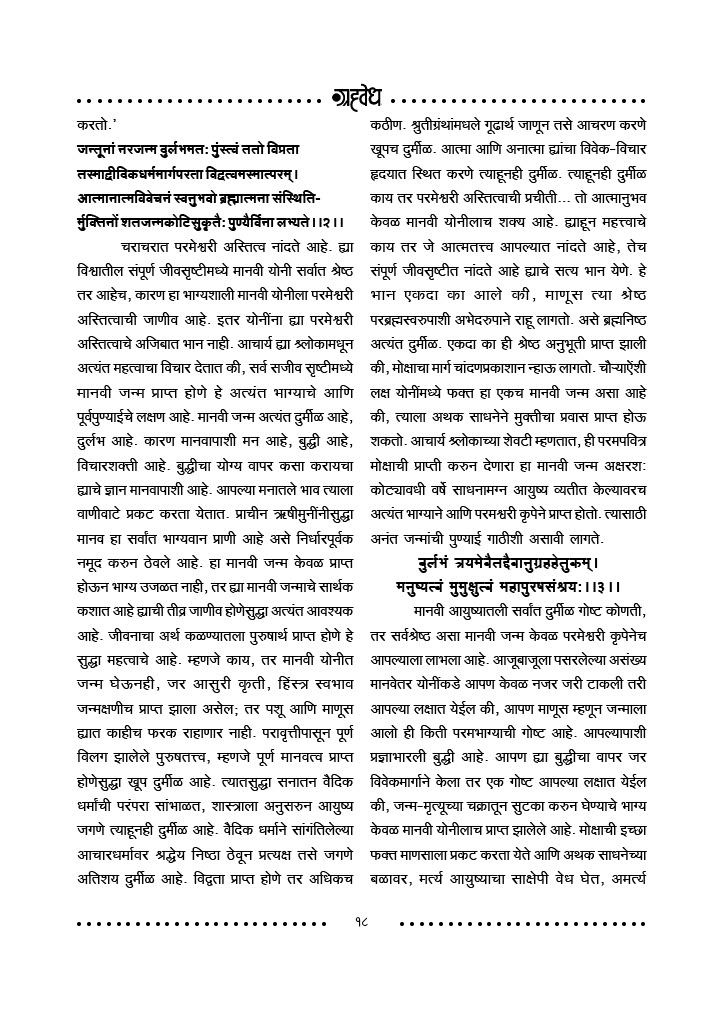 ग्रहवेध
करतो.'
जन्तूनां नरजन्म दुर्लभमत: पुंस्त्वं ततो विप्रता
तस्माद्वीविकधर्ममार्गपरता विद्वत्वमस्मात्परम्।
आत्मानात्मविवेचनं स्वनुभवो ब्रह्मात्मना संस्थिति-
र्मुक्तिनों शतजन्मकोटिसुकृतै: पुण्यैर्विना लभ्यते।।२।।
चराचरात परमेश्वरी अस्तित्व नांदते आहे. ह्या
विश्वातील संपूर्ण जीवसृष्टीमध्ये मानवी योनी सर्वात श्रेष्ठ
तर आहेच, कारण हा भाग्यशाली मानवी योनीला परमेश्वरी
अस्तित्वाची जाणीव आहे. इतर योनींना ह्या परमेश्वरी
अस्तित्वाचे अजिबात भान नाही. आचार्य ह्या श्लोकामधून
अत्यंत महत्वाचा विचार देतात की, सर्व सजीव सृष्टीमध्ये
मानवी जन्म प्राप्त होणे हे अत्यंत भाग्याचे आणि
पूर्वपुण्याईचे लक्षण आहे. मानवी जन्म अत्यंत दुर्मीळ आहे,
दुर्लभ आहे. कारण मानवापाशी मन आहे, बुद्धी आहे,
विचारशक्ती आहे. बुद्धीचा योग्य वापर कसा करायचा
ह्याचे ज्ञान मानवापाशी आहे. आपल्या मनातले भाव त्याला
वाणीवाटे प्रकट करता येतात. प्राचीन ऋषीमुनींनीसुद्धा
मानव हा सर्वांत भाग्यवान प्राणी आहे असे निर्धारपूर्वक
नमूद करुन ठेवले आहे. हा मानवी जन्म केवळ प्राप्त
होऊन भाग्य उजळत नाही, तर ह्या मानवी जन्माचे सार्थक
कशात आहे ह्याची तीव्र जाणीव होणेसुद्धा अत्यंत आवश्यक
आहे. जीवनाचा अर्थ कळण्यातला पुरुषार्थ प्राप्त होणे हे
सुद्धा महत्वाचे आहे. म्हणजे काय, तर मानवी योनीत
जन्म घेऊनही, जर आसुरी कृती, हिंस्त्र स्वभाव
जन्मक्षणीच प्राप्त झाला असेल; तर पशू आणि माणूस
ह्यात काहीच फरक राहाणार नाही. परावृत्तीपासून पूर्ण
विलग झालेले पुरुषतत्त्व, म्हणजे पूर्ण मानवत्व प्राप्त
होणेसुद्धा खूप दुर्मीळ आहे. त्यातसुद्धा सनातन वैदिक
धर्मांची परंपरा सांभाळत, शास्त्राला अनुसरुन आयुष्य
जगणे त्याहूनही दुर्मीळ आहे. वैदिक धर्माने सांगंतिलेल्या
आचारधर्मावर श्रद्धेय निष्ठा ठेवून प्रत्यक्ष तसे जगणे
अतिशय दुर्मीळ आहे. विद्वता प्राप्त होणे तर अधिकच
कठीण. श्रुतीग्रंथांमधले गूढार्थ जाणून तसे आचरण करणे
खूपच दुर्मीळ. आत्मा आणि अनात्मा ह्यांचा विवेक-विचार
हृदयात स्थित करणे त्याहूनही दुर्मीळ. त्याहूनही दुर्मीळ
काय तर परमेश्वरी अस्तित्वाची प्रचीती... तो आत्मानुभव
केवळ मानवी योनीलाच शक्य आहे. ह्याहून महत्त्वाचे
काय तर जे आत्मतत्त्व आपल्यात नांदते आहे, तेच
संपूर्ण जीवसृष्टीत नांदते आहे ह्याचे सत्य भान येणे. हे
भान एकदा का आले की, माणूस त्या श्रेष्ठ
परब्रह्मस्वरुपाशी अभेदरुपाने राहू लागतो. असे ब्रह्मनिष्ठ
अत्यंत दुर्मीळ. एकदा का ही श्रेष्ठ अनुभूती प्राप्त झाली
की, मोक्षाचा मार्ग चांदणप्रकाशान न्हाऊ लागतो. चौऱ्याऐंशी
लक्ष योनींमध्ये फक्त हा एकच मानवी जन्म असा आहे
की, त्याला अथक साधनेने मुक्तीचा प्रवास प्राप्त होऊ
शकतो. आचार्य श्लोकाच्या शेवटी म्हणतात, ही परमपवित्र
मोक्षाची प्राप्ती करुन देणारा हा मानवी जन्म अक्षरश:
कोट्यावधी वर्षे साधनामग्न आयुष्य व्यतीत केल्यावरच
अत्यंत भाग्याने आणि परमश्वरी कृपेने प्राप्त होतो. त्यासाठी
अनंत जन्मांची पुण्याई गाठीशी असावी लागते.
दुर्लभं त्रयमेवैतद्दैवानुग्रहहेतुकम्।
मनुष्यत्वं मुमुक्षुत्वं महापुरषसंश्रय:।।३।।
मानवी आयुष्यातली सर्वांत दुर्मीळ गोष्ट कोणती,
तर सर्वश्रेष्ठ असा मानवी जन्म केवळ परमेश्वरी कृपेनेच
आपल्याला लाभला आहे. आजूबाजूला पसरलेल्या असंख्य
मानवेतर योनींकडे आपण केवळ नजर जरी टाकली तरी
आपल्या लक्षात येईल की, आपण माणूस म्हणून जन्माला
आलो ही किती परमभाग्याची गोष्ट आहे. आपल्यापाशी
प्रज्ञाभारली बुद्धी आहे. आपण ह्या बुद्धीचा वापर जर
विवेकमार्गाने केला तर एक गोष्ट आपल्या लक्षात येईल
की, जन्म-मृत्यूच्या चक्रातून सुटका करुन घेण्याचे भाग्य
केवळ मानवी योनीलाच प्राप्त झालेले आहे. मोक्षाची इच्छा
फक्त माणसाला प्रकट करता येते आणि अथक साधनेच्या
बळावर, मर्त्य आयुष्याचा साक्षेपी वेध घेत, अमर्त्य
१८